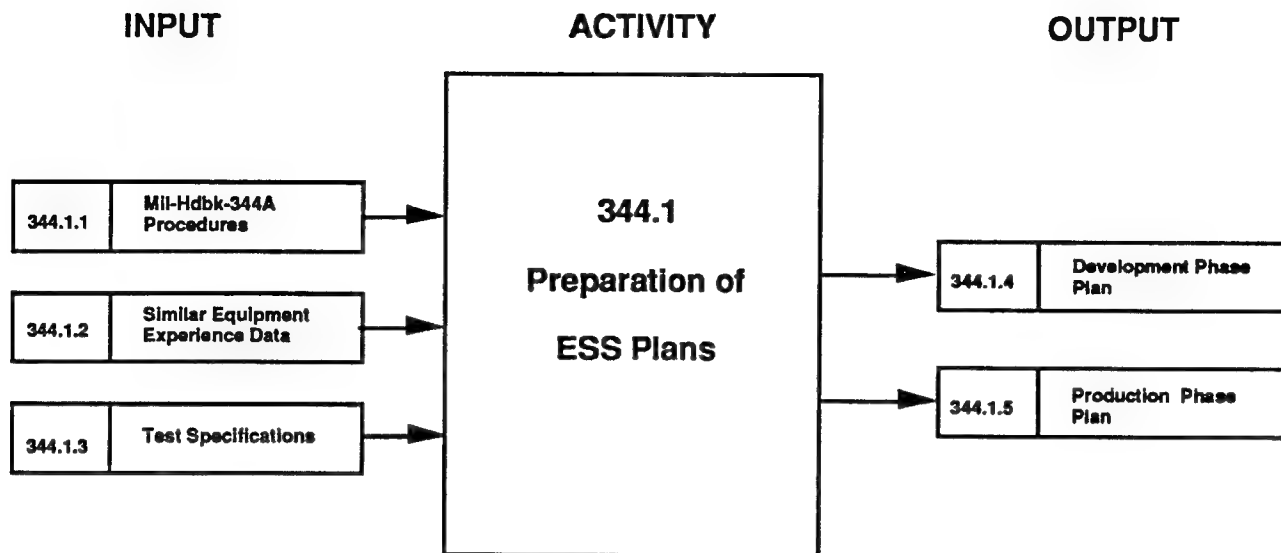 INPUT
ACTIVITY
OUTPUT
344.1.1
Mil-Hdbk-344A
Procedures
344.1.2
Similar Equipment
Experience Data
344.1.3
Test Specifications
344.1
Preparation of
ESS Plans
344.1.4
Development Phase
Plan
344.1.5
Production Phase
Plan